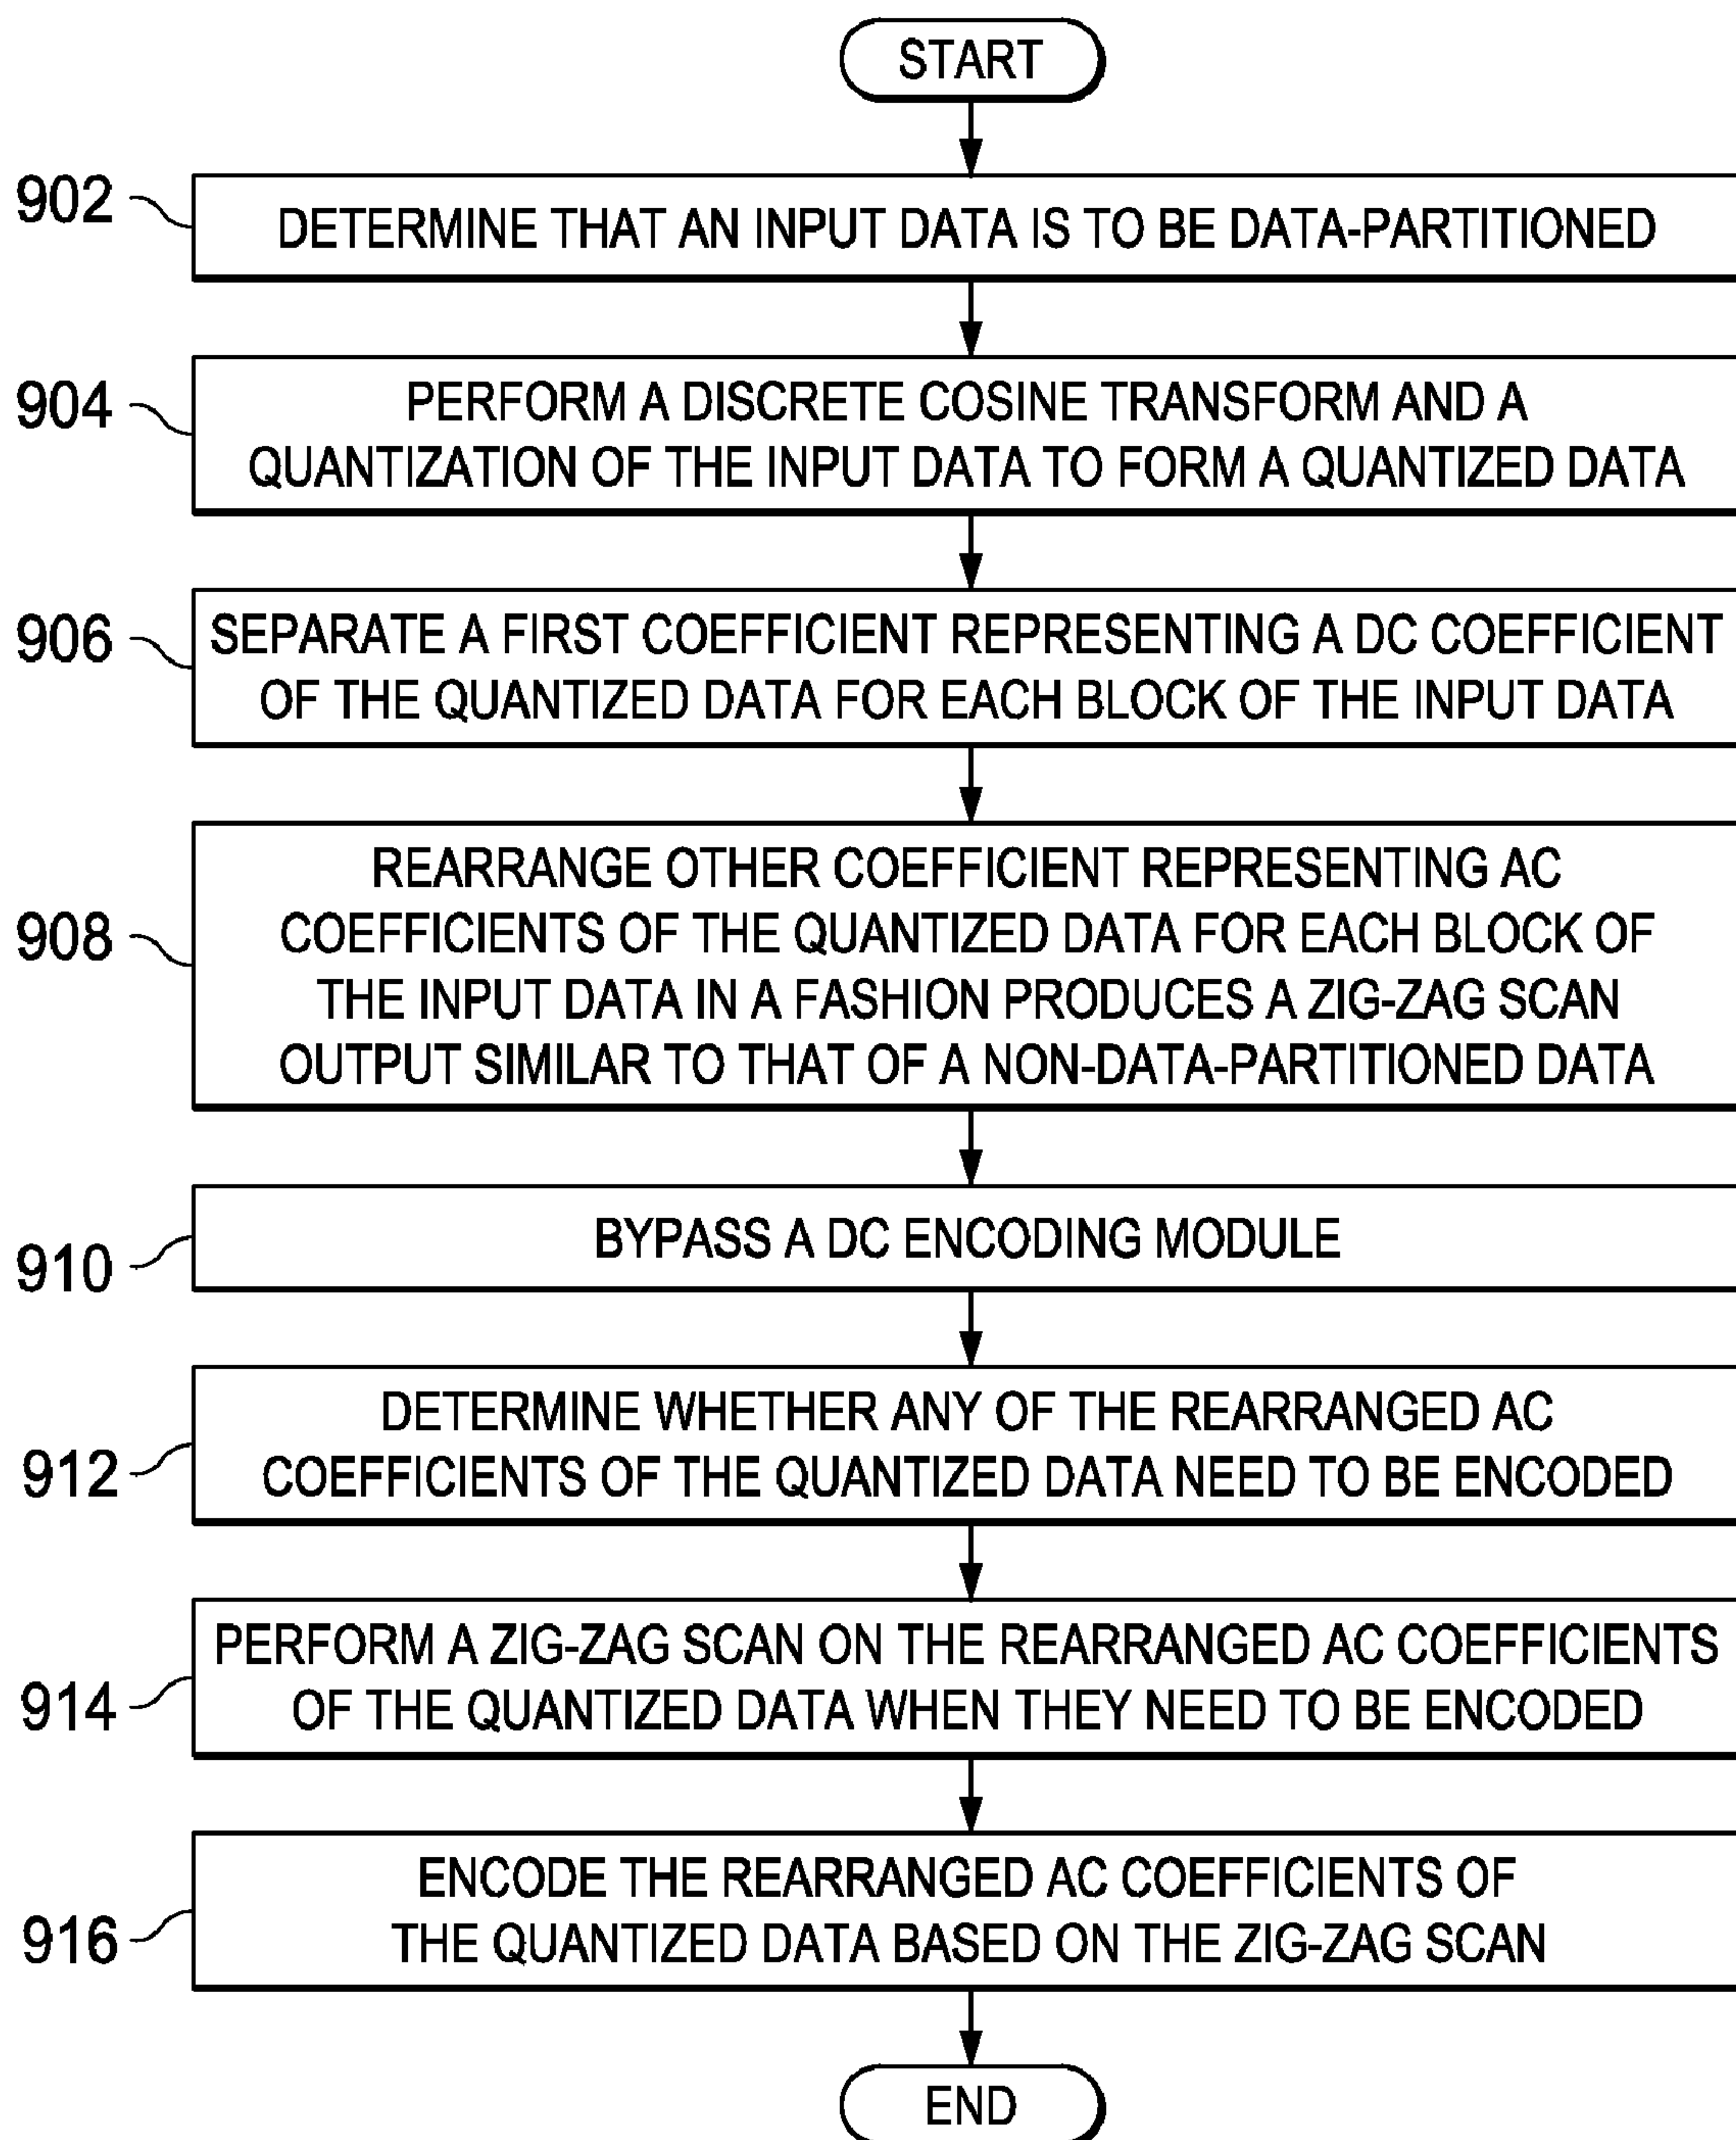 START
902
DETERMINE THAT AN INPUT DATA IS TO BE DATA-PARTITIONED
904
PERFORM A DISCRETE COSINE TRANSFORM AND A
QUANTIZATION OF THE INPUT DATA TO FORM A QUANTIZED DATA
906
SEPARATE A FIRST COEFFICIENT REPRESENTING A DC COEFFICIENT
OF THE QUANTIZED DATA FOR EACH BLOCK OF THE INPUT DATA
908
REARRANGE OTHER COEFFICIENT REPRESENTING AC
COEFFICIENTS OF THE QUANTIZED DATA FOR EACH BLOCK OF
THE INPUT DATA IN A FASHION PRODUCES A ZIG-ZAG SCAN
OUTPUT SIMILAR TO THAT OF A NON-DATA-PARTITIONED DATA
910
BYPASS A DC ENCODING MODULE
912
DETERMINE WHETHER ANY OF THE REARRANGED AC
COEFFICIENTS OF THE QUANTIZED DATA NEED TO BE ENCODED
914
PERFORM A ZIG-ZAG SCAN ON THE REARRANGED AC COEFFICIENTS
OF THE QUANTIZED DATA WHEN THEY NEED TO BE ENCODED
916
ENCODE THE REARRANGED AC COEFFICIENTS OF
THE QUANTIZED DATA BASED ON THE ZIG-ZAG SCAN
END